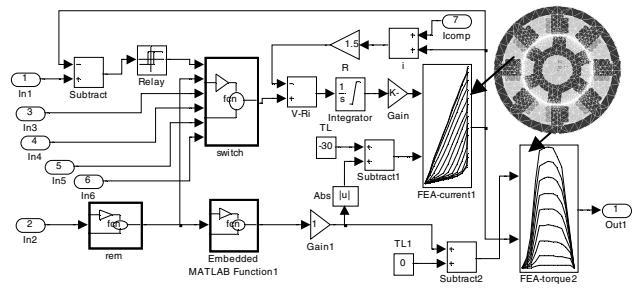 7
Icomp
1.5
R
i
1
In1
Subtract
Relay
3
In3
4
In4
5
In5
6
In6
fcn
switch
V-Ri
1
s
Integrator
K-
Gain
TL
-30
Subtract1
FEA-current1
Abs
|u|
2
In2
fcn
rem
fcn
Embedded
MATLAB Function1
1
Gain1
TL1
0
Subtract2
FEA-torque2
1
Out1